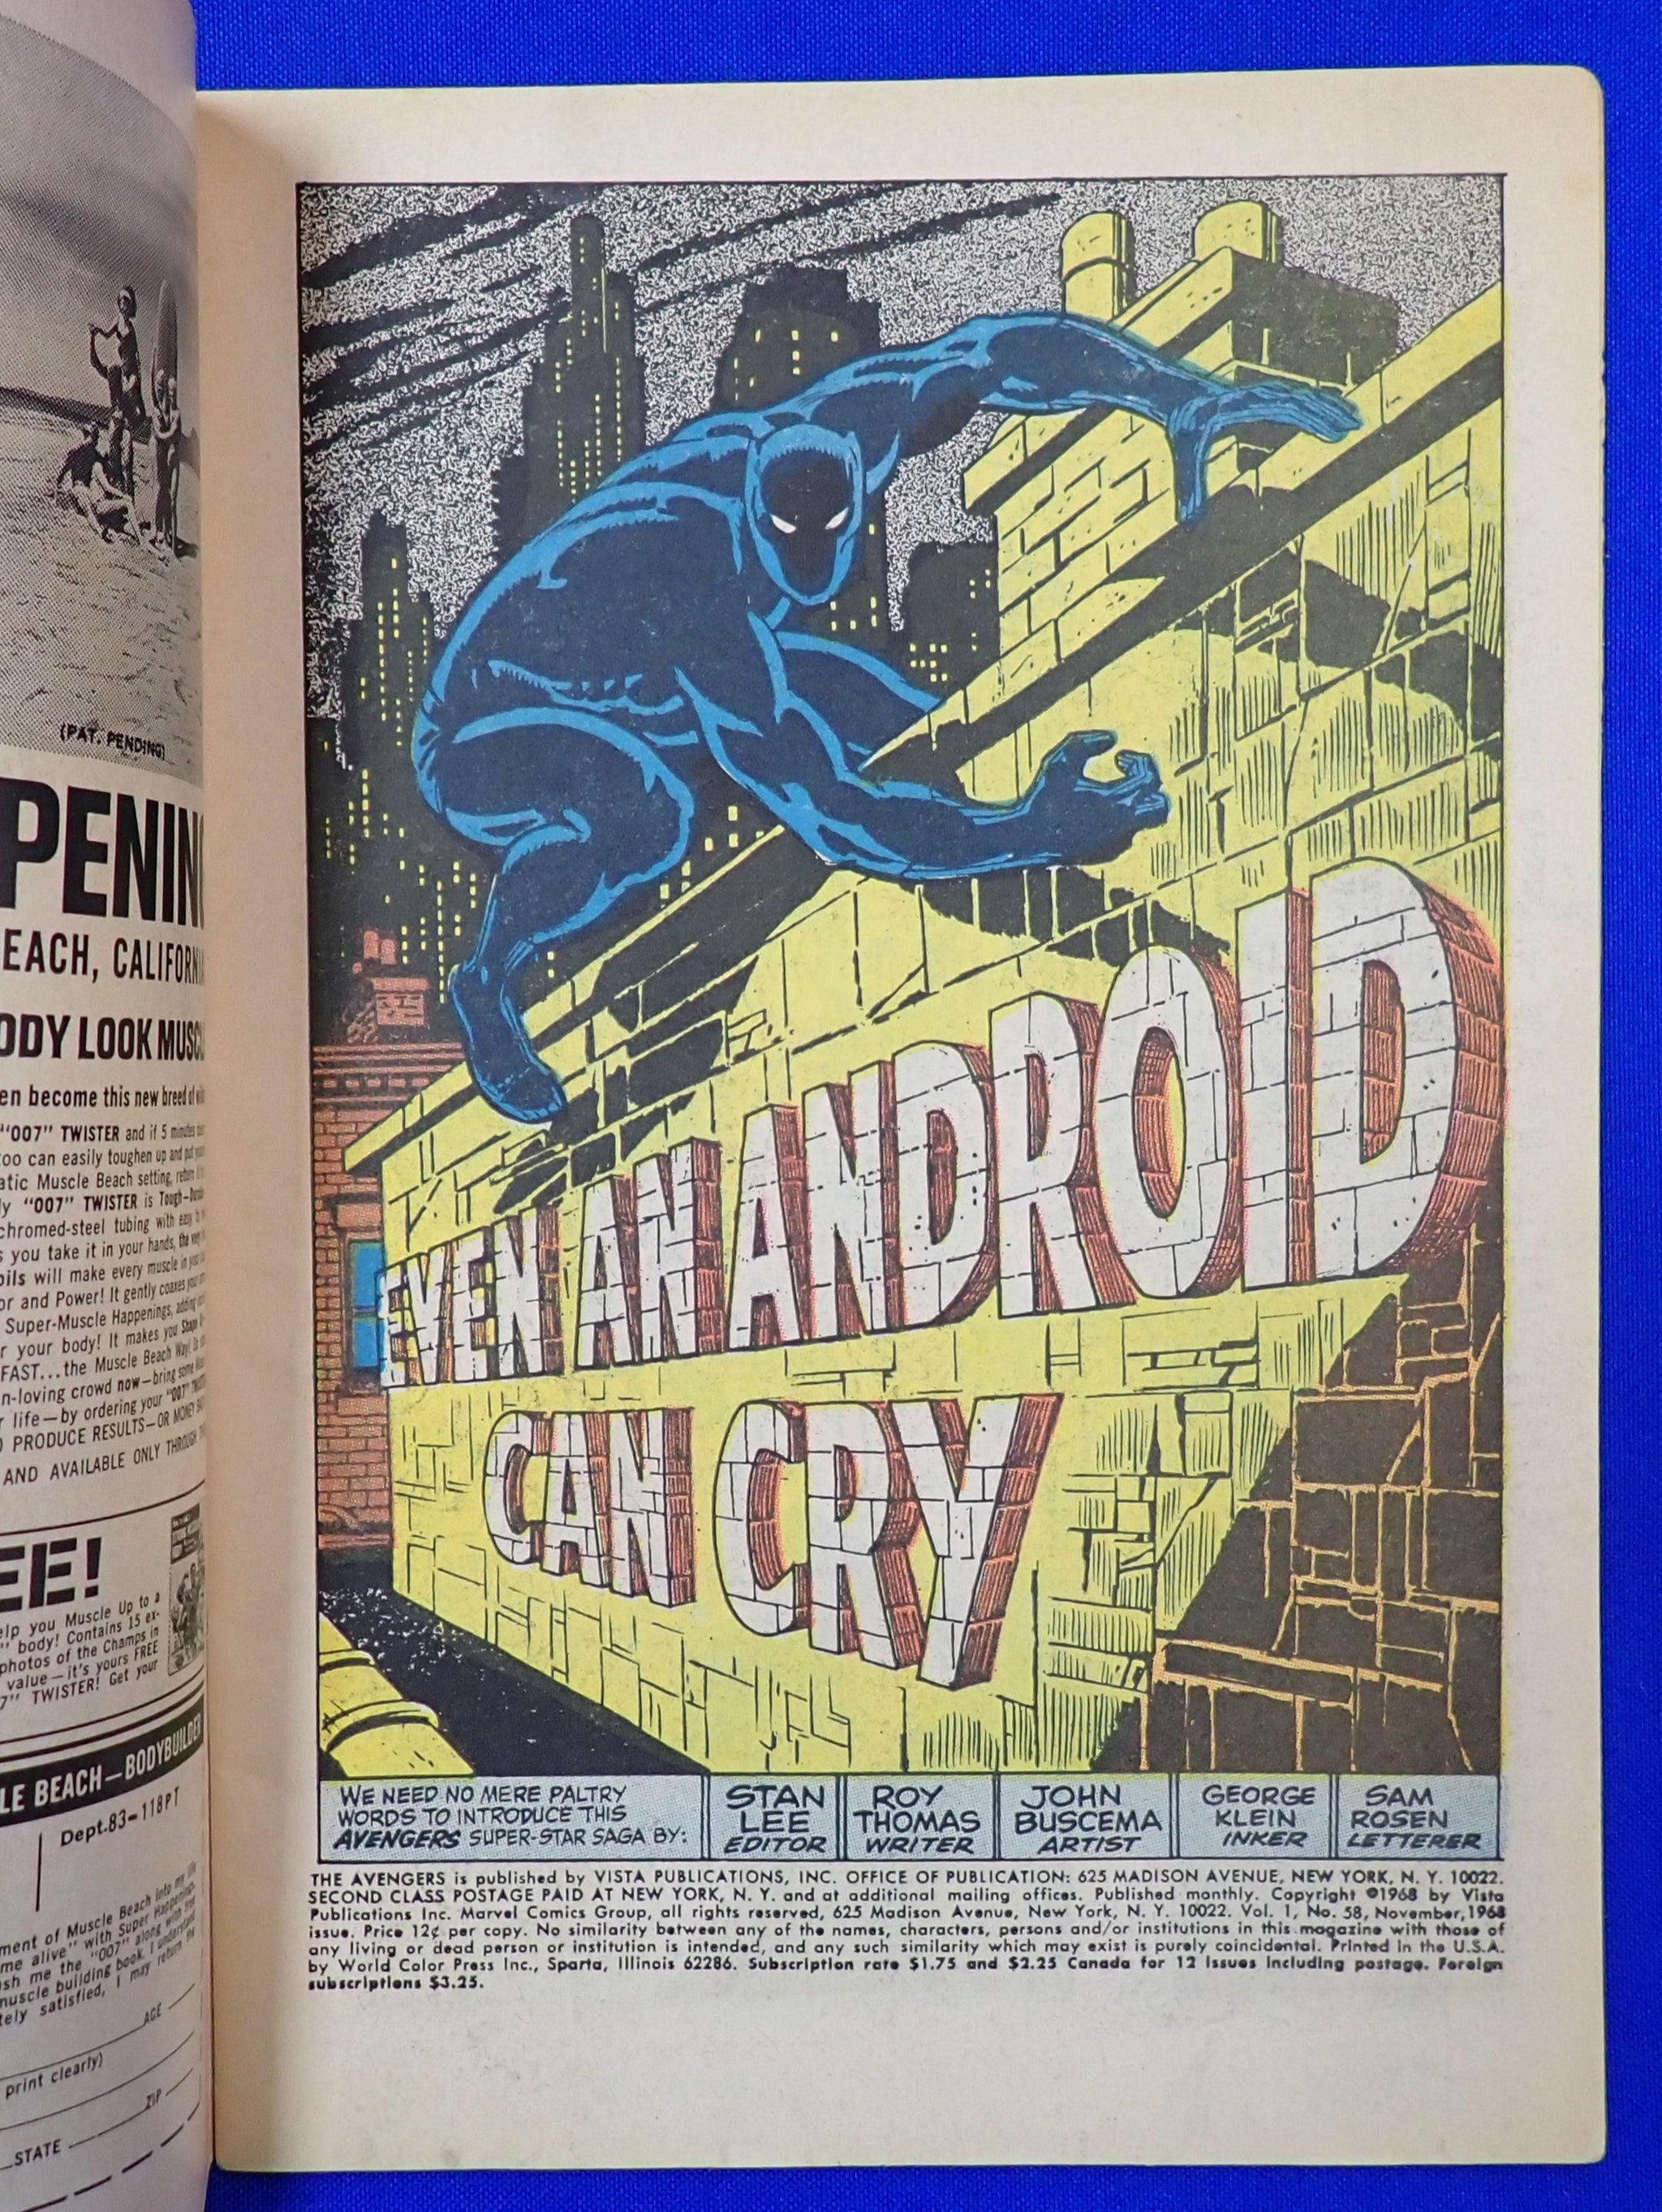 (PAT. PENDING)
EACH,
ODY LOOK
en become this new breed of
"007" TWISTER and if 5 minutes
too can easily toughen up and put
atic Muscle Beach setting,
ly "007" TWISTER is
chromed-steel tubing with easy
s you take it in your hands, the
oils will make every muscle in
or and Power! It gently coaxes
Super-Muscle Happenings, adding
r your body! It makes you Shape
FAST...the Muscle Beach Way!
n-loving crowd now—bring some
r life—by ordering your "007"
PRODUCE RESULTS—OR MONEY
AND AVAILABLE ONLY THROUGH
EE!
elp you Muscle Up to a
" body! Contains 15 ex-
photos of the Champs in
value—it's yours FREE
7" TWISTER! Get your
LE BEACH—BODYBUILDER
Dept.-83-118PT
ment of Muscle Beach into my
me alive" with Super Happenings
sh me the "007" along with
muscle building book. I understand
tely satisfied, I may return the
AGE
print clearly)
ZIP
STATE
EVEN AN ANDROID
CAN CRY
WE NEED NO MERE PALTRY
WORDS TO INTRODUCE THIS
AVENGERS SUPER-STAR SAGA BY:
STAN
LEE
EDITOR
ROY
THOMAS
WRITER
JOHN
BUSCEMA
ARTIST
GEORGE
KLEIN
INKER
SAM
ROSEN
LETTERER
THE AVENGERS is published by VISTA PUBLICATIONS, INC. OFFICE OF PUBLICATION: 625 MADISON AVENUE, NEW YORK, N. Y. 10022.
SECOND CLASS POSTAGE PAID AT NEW YORK, N. Y. and at additional mailing offices. Published monthly. Copyright ©1968 by Vista
Publications Inc. Marvel Comics Group, all rights reserved, 625 Madison Avenue, New York, N. Y. 10022. Vol. 1, No. 58, November, 1968
issue. Price 12¢ per copy. No similarity between any of the names, characters, persons and/or institutions in this magazine with those of
any living or dead person or institution is intended, and any such similarity which may exist is purely coincidental. Printed in the U.S.A.
by World Color Press Inc., Sparta, Illinois 62286. Subscription rate $1.75 and $2.25 Canada for 12 issues including postage. Foreign
subscriptions $3.25.